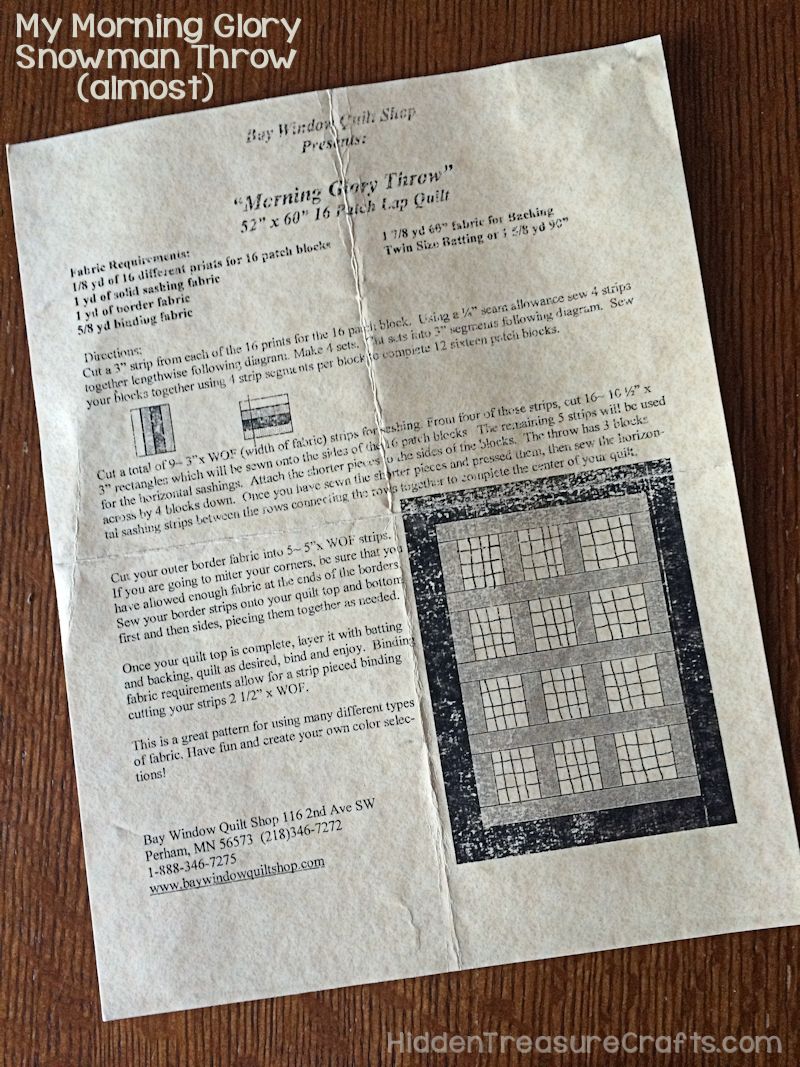 My Morning Glory
Snowman Throw
(almost)
Bay Window Quilt Shop
Presents:
“Morning Glory Throw”
52” x 60” 16 Patch Lap Quilt
Fabric Requirements:
1/8 yd of 16 different prints for 16 patch blocks
1 yd of solid sashing fabric
1 yd of border fabric
5/8 yd binding fabric
1 7/8 yd 60” fabric for Backing
Twin Size Batting or 1 5/8 yd 90”
Directions:
Cut a 3” strip from each of the 16 prints for the 16 patch block. Using a ¼” seam allowance sew 4 strips
together lengthwise following diagram. Make 4 sets. Cut sets into 3” segments following diagram. Sew
your blocks together using 4 strip segments per block to complete 12 sixteen patch blocks.
Cut a total of 9– 3”x WOF (width of fabric) strips for sashing. From four of those strips, cut 16– 10 ½” x
3” rectangles which will be sewn onto the sides of the 16 patch blocks. The remaining 5 strips will be used
for the horizontal sashings. Attach the shorter pieces to the sides of the blocks. The throw has 3 blocks
across by 4 blocks down. Once you have sewn the shorter pieces and pressed them, then sew the horizon-
tal sashing strips between the rows connecting the rows together to complete the center of your quilt.
Cut your outer border fabric into 5– 5”x WOF strips.
If you are going to miter your corners, be sure that you
have allowed enough fabric at the ends of the borders.
Sew your border strips onto your quilt top and bottom
first and then sides, piecing them together as needed.
Once your quilt top is complete, layer it with batting
and backing, quilt as desired, bind and enjoy. Binding
fabric requirements allow for a strip pieced binding
cutting your strips 2 1/2” x WOF.
This is a great pattern for using many different types
of fabric. Have fun and create your own color selec-
tions!
Bay Window Quilt Shop 116 2nd Ave SW
Perham, MN 56573 (218)346-7272
1-888-346-7275
www.baywindowquiltshop.com
HiddenTreasureCrafts.com